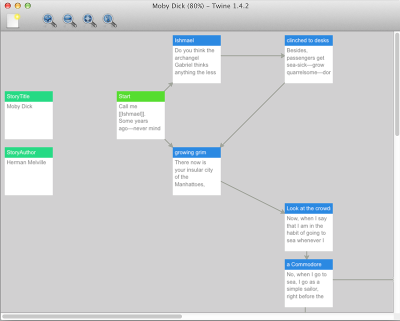 Moby Dick (80%) - Twine 1.4.2
Ishmael
Do you think the
archangel
Gabriel thinks
anything the less
clinched to desks
Besides,
passengers get
sea-sick—grow
quarrelsome—dor
StoryTitle
Moby Dick
Start
Call me
[[Ishmael]].
Some years
ago—never mind
StoryAuthor
Herman Melville
growing grim
There now is
your insular city
of the
Manhattoes,
Look at the crowd
Now, when I say
that I am in the
habit of going to
sea whenever I
a Commodore
No, when I go to
sea, I go as a
simple sailor,
right before the